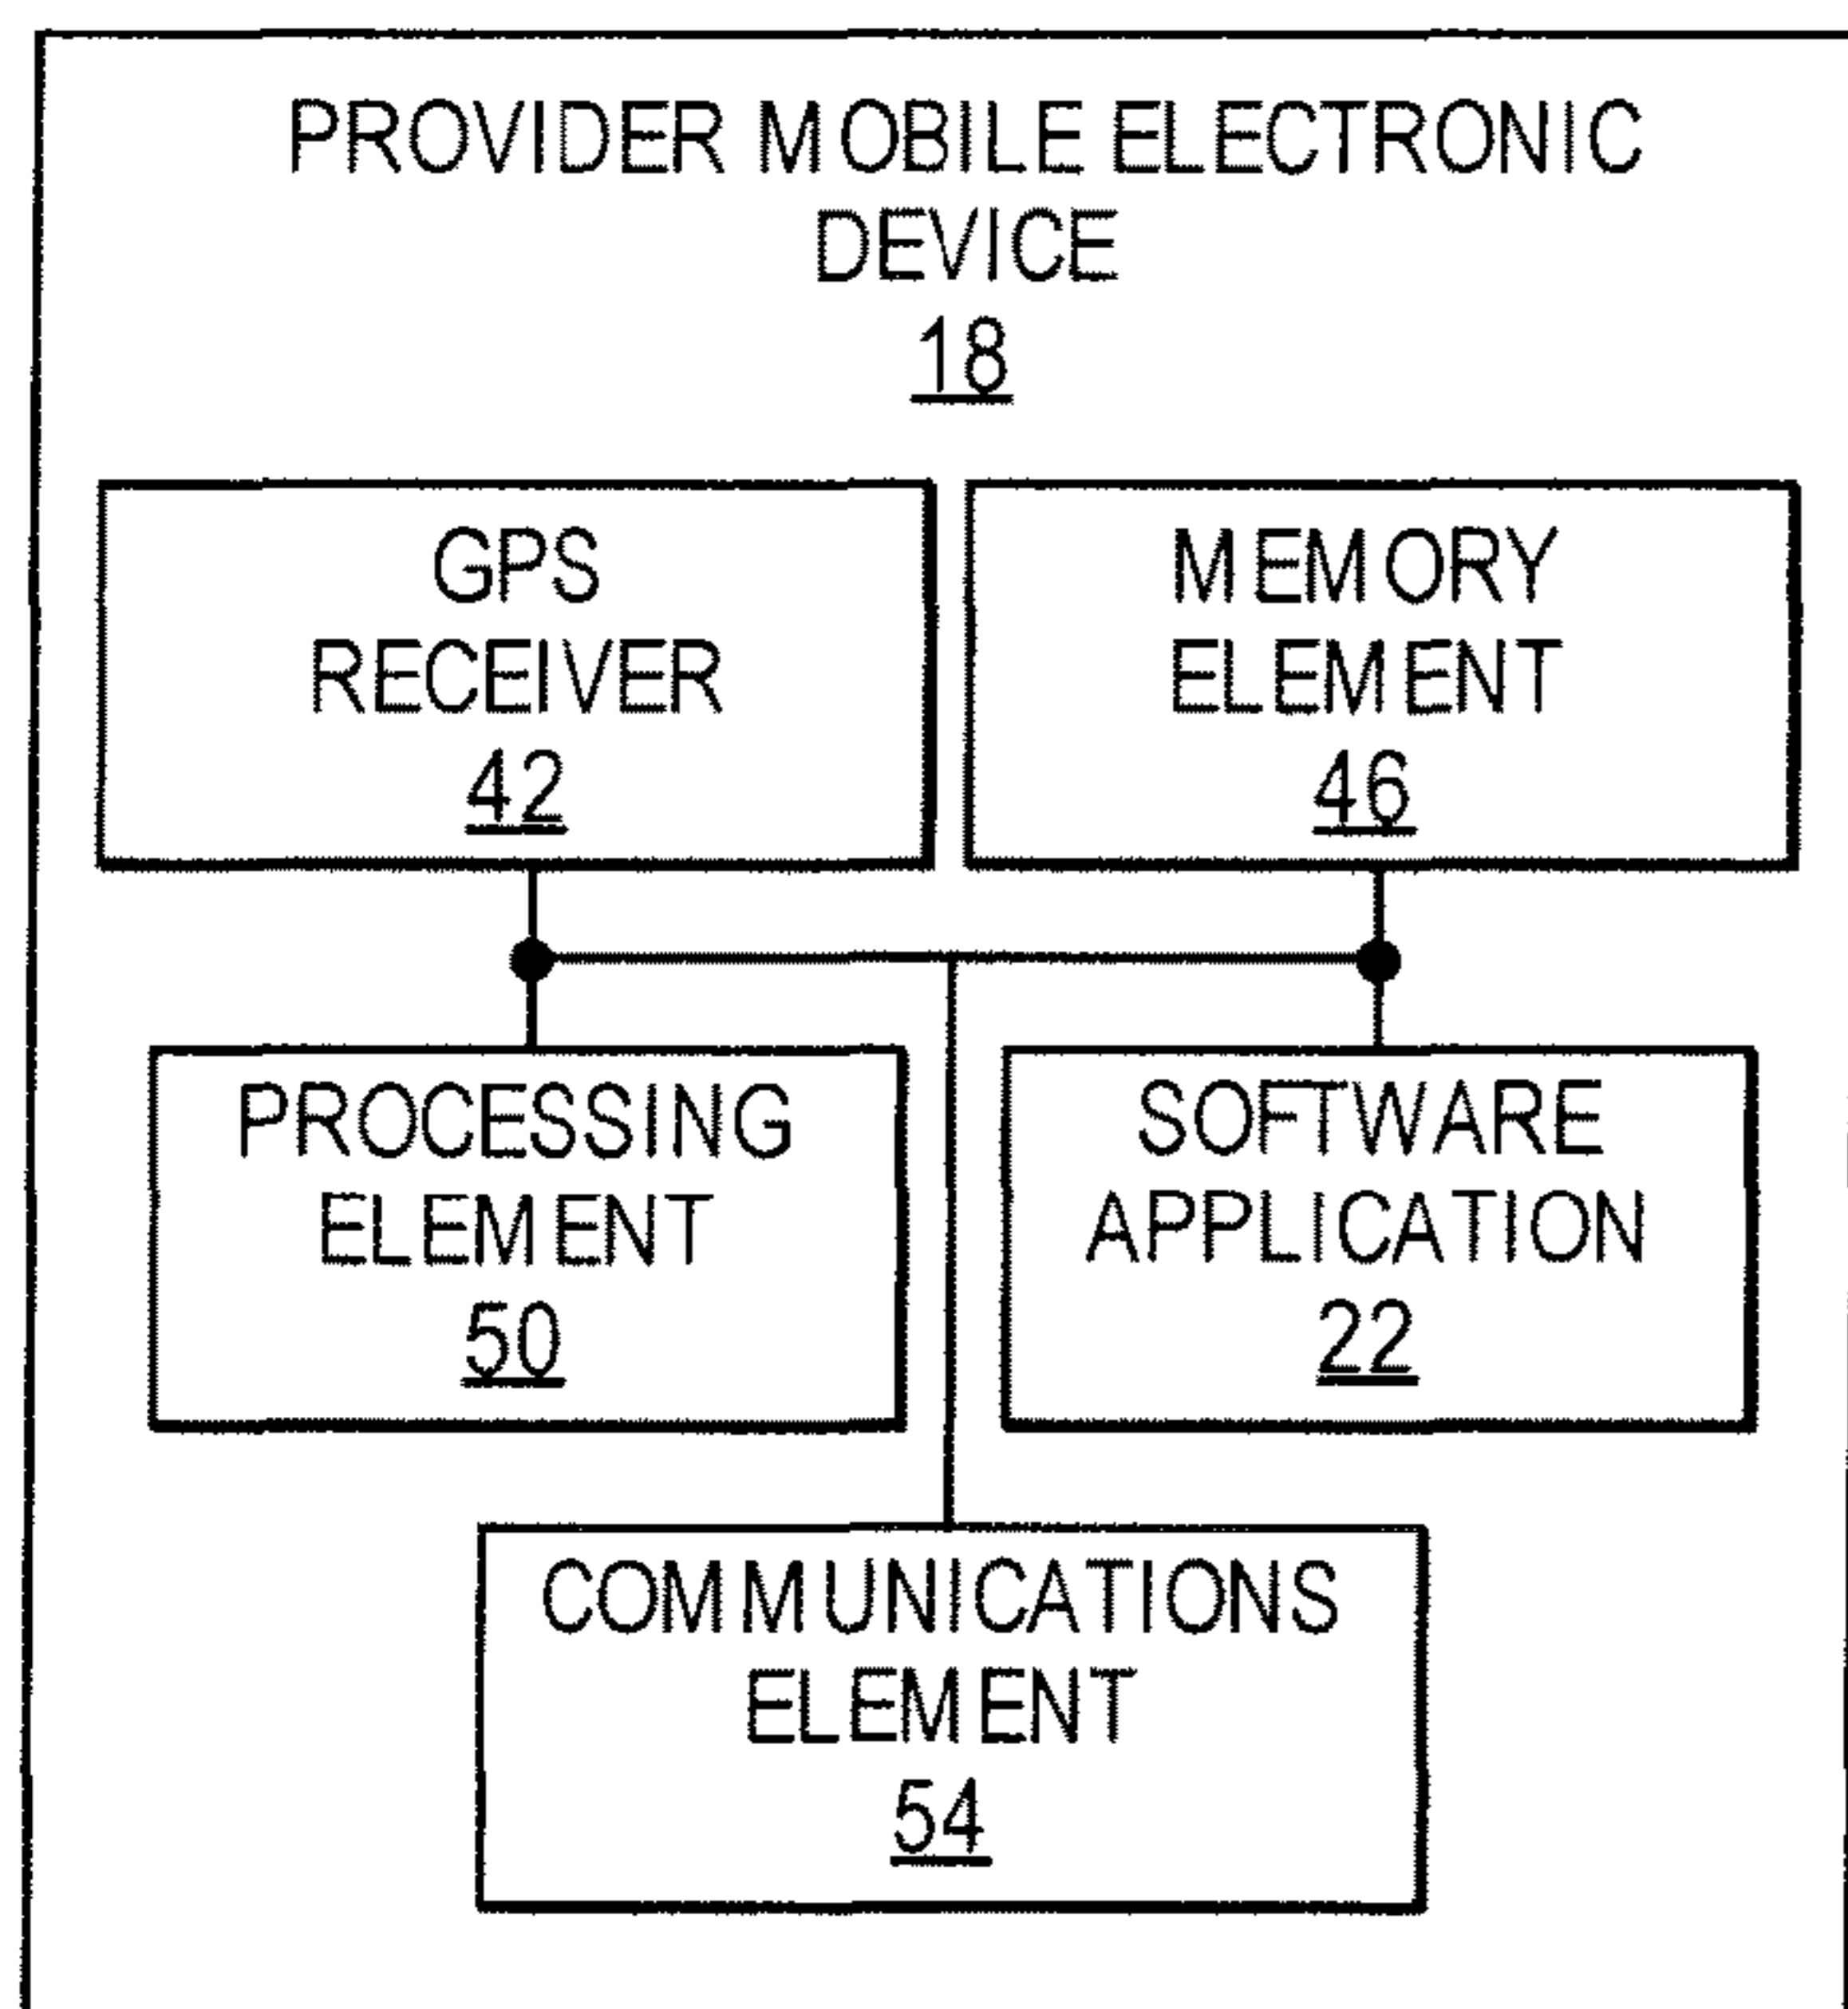 PROVIDER MOBILE ELECTRONIC
DEVICE
18
GPS
RECEIVER
42
MEMORY
ELEMENT
46
PROCESSING
ELEMENT
50
SOFTWARE
APPLICATION
22
COMMUNICATIONS
ELEMENT
54